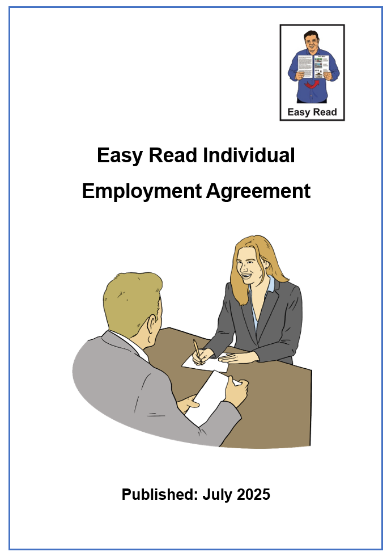 Easy Read
Easy Read Individual
Employment Agreement
Published: July 2025